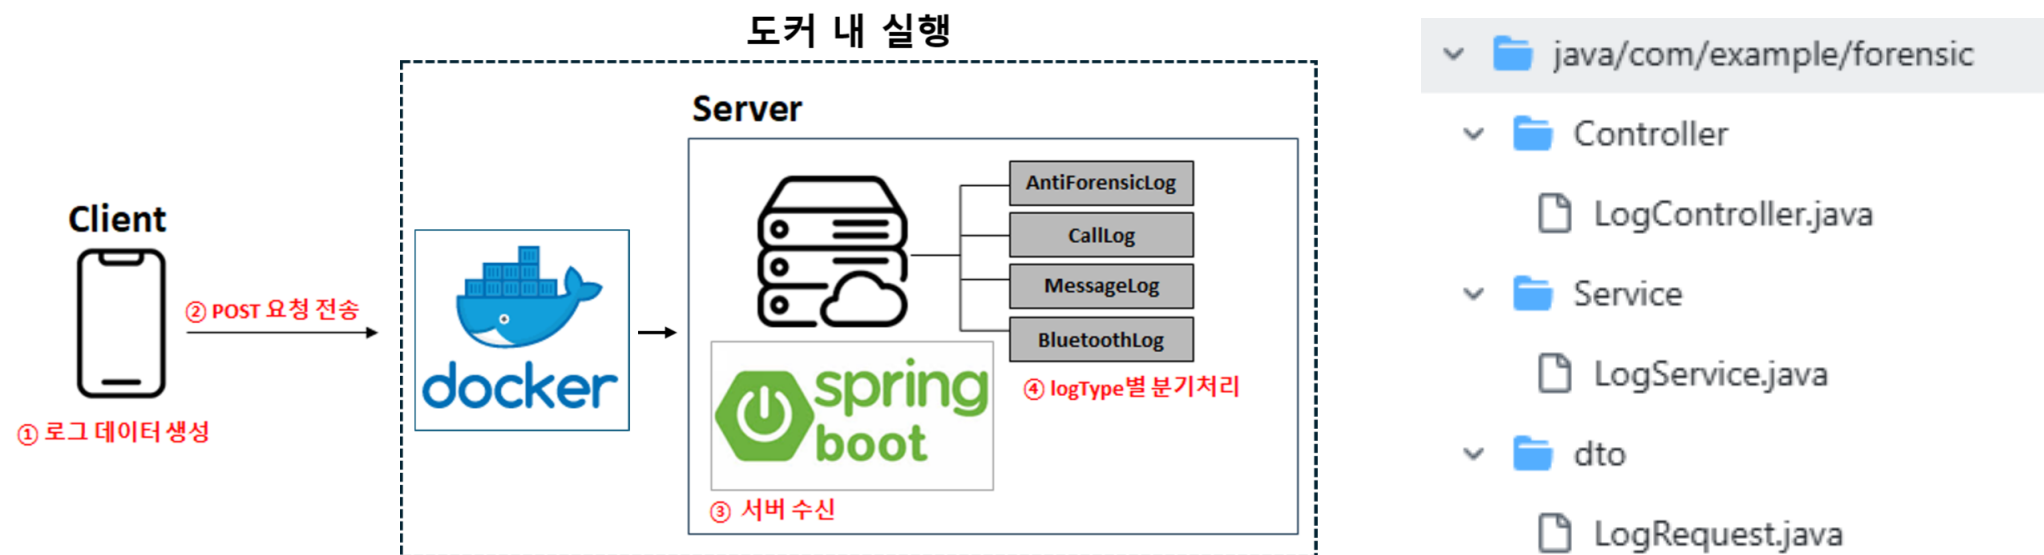 도커 내 실행
Server
Client
② POST 요청 전송
① 로그 데이터 생성
docker
spring
boot
③ 서버 수신
AntiForensicLog
CallLog
MessageLog
BluetoothLog
④ logType별 분기처리
java/com/example/forensic
Controller
LogController.java
Service
LogService.java
dto
LogRequest.java